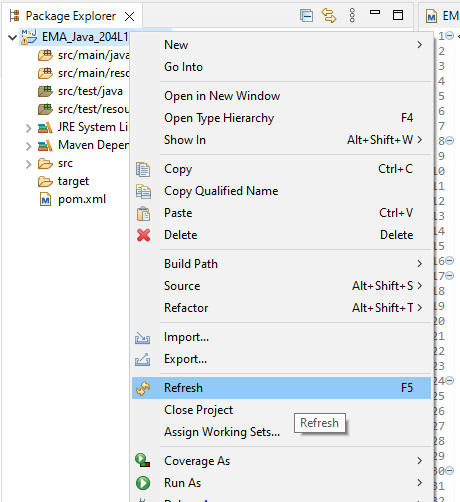 Package Explorer
EM
EMA_Java_204L1
src/main/java
src/main/reso
src/test/java
src/test/resou
JRE System Li
Maven Depen
src
target
pom.xml
New
Go Into
Open in New Window
Open Type Hierarchy F4
Show In Alt+Shift+W
Copy Ctrl+C
Copy Qualified Name
Paste Ctrl+V
Delete Delete
Build Path
Source Alt+Shift+S
Refactor Alt+Shift+T
Import...
Export...
Refresh F5
Close Project
Refresh
Assign Working Sets...
Coverage As
Run As
1
2
3
4
5
6
7
8
9
10
11
12
13
14
15
16
17
18
19
20
21
22
23
24
25
26
27
28
29
30
31